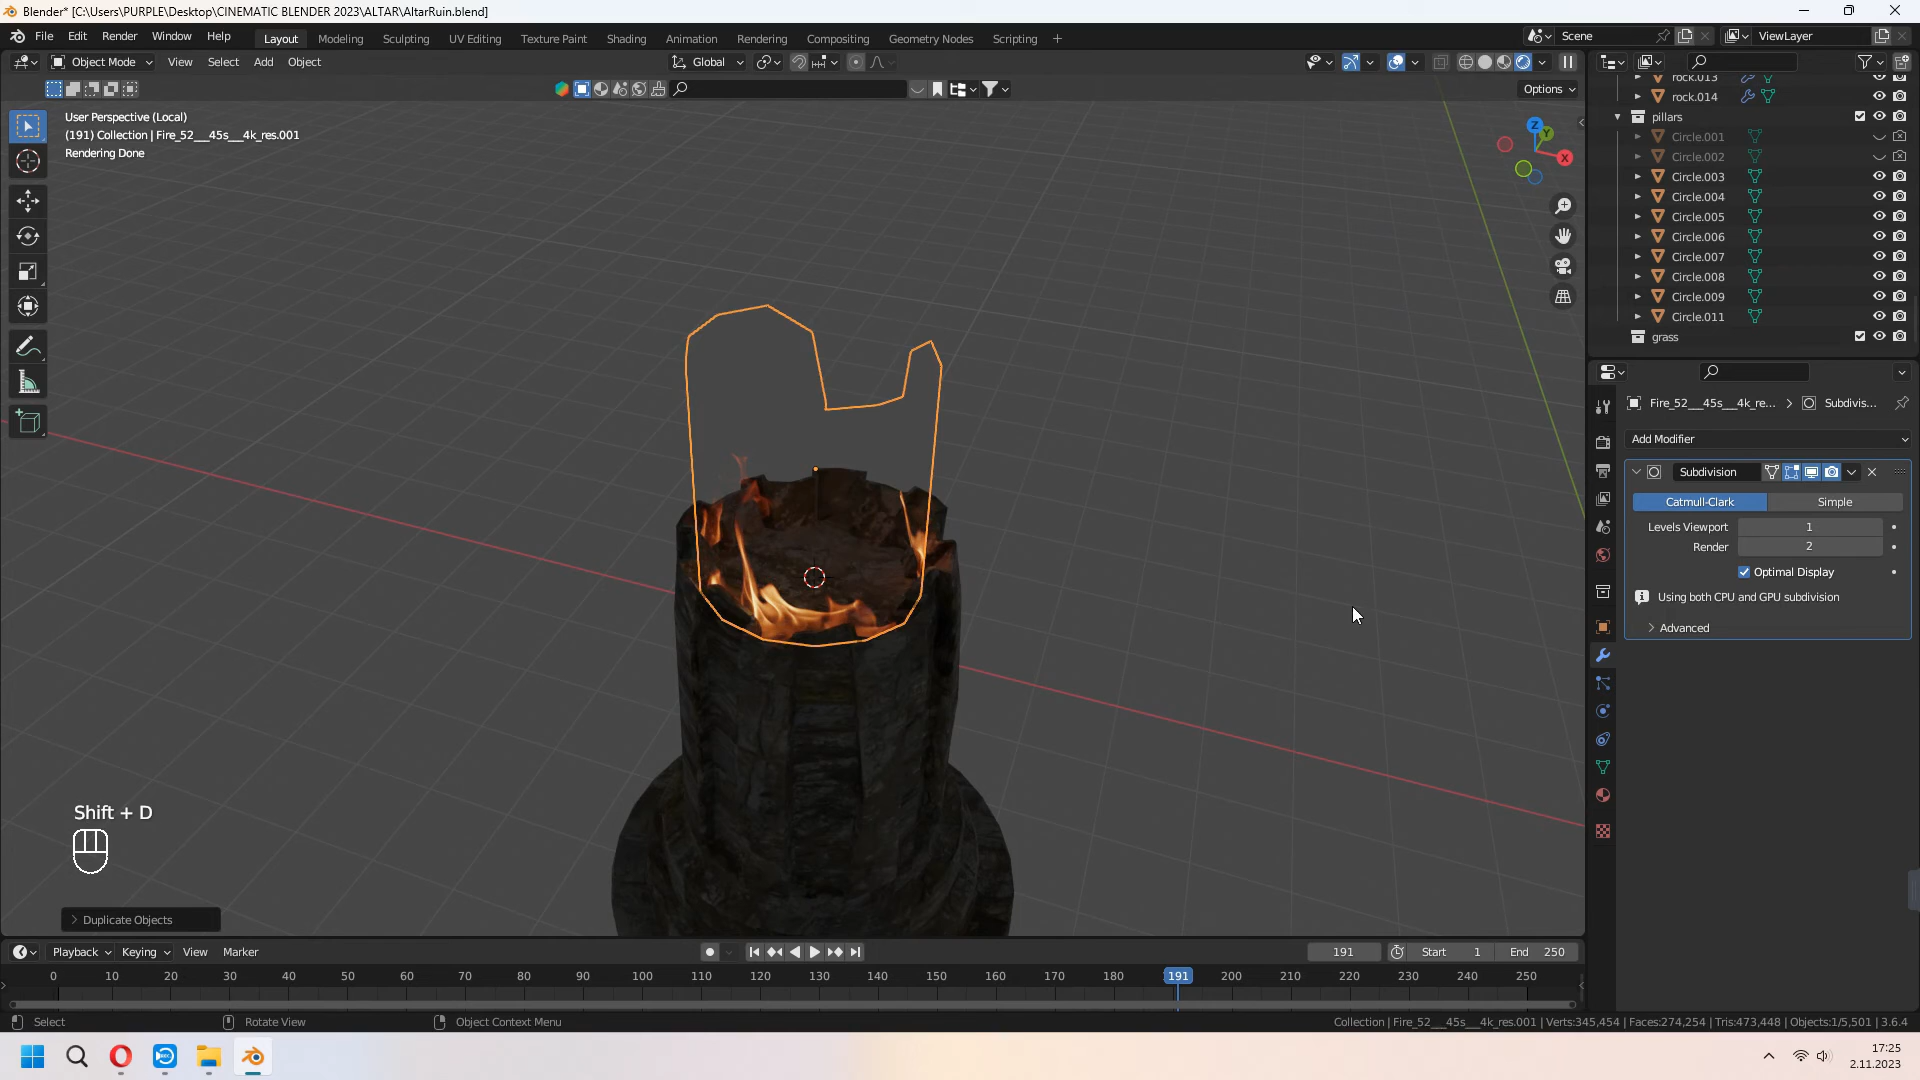 Blender* [C:\Users\PURPLE\Desktop\CINEMATIC BLENDER 2023\ALTAR\AltarRuin.blend]
File Edit Render Window Help
Layout Modeling Sculpting UV Editing Texture Paint Shading Animation Rendering Compositing Geometry Nodes Scripting +
Scene ViewLayer
Object Mode View Select Add Object
Global
Options
User Perspective (Local)
(191) Collection | Fire_52___45s___4k_res.001
Rendering Done
Z Y X
rock.013
rock.014
pillars
Circle.001
Circle.002
Circle.003
Circle.004
Circle.005
Circle.006
Circle.007
Circle.008
Circle.009
Circle.011
grass
Fire_52___45s___4k_re... Subdivis...
Add Modifier
Subdivision
Catmull-Clark Simple
Levels Viewport 1
Render 2
Optimal Display
Using both CPU and GPU subdivision
Advanced
Shift + D
Duplicate Objects
Playback Keying View Marker
191 Start 1 End 250
0 10 20 30 40 50 60 70 80 90 100 110 120 130 140 150 160 170 180 191 200 210 220 230 240 250
Select Rotate View Object Context Menu
Collection | Fire_52___45s___4k_res.001 | Verts:345,454 | Faces:274,254 | Tris:473,448 | Objects:1/5,501 | 3.6.4
17:25
2.11.2023